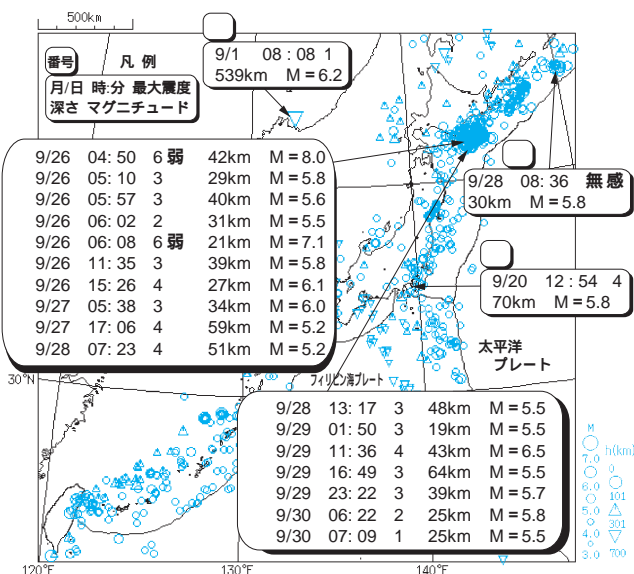 500km
番号 凡例
月/日 時:分 最大震度
深さ マグニチュード
9/1 08:08 1
539km M=6.2
9/26 04:50 6弱 42km M=8.0
9/26 05:10 3 29km M=5.8
9/26 05:57 3 40km M=5.6
9/26 06:02 2 31km M=5.5
9/26 06:08 6弱 21km M=7.1
9/26 11:35 3 39km M=5.8
9/26 15:26 4 27km M=6.1
9/27 05:38 3 34km M=6.0
9/27 17:06 4 59km M=5.2
9/28 07:23 4 51km M=5.2
9/28 08:36 無感
30km M=5.8
9/20 12:54 4
70km M=5.8
太平洋
プレート
30°N
フィリピン海プレート
9/28 13:17 3 48km M=5.5
9/29 01:50 3 19km M=5.5
9/29 11:36 4 43km M=6.5
9/29 16:49 3 64km M=5.5
9/29 23:22 3 39km M=5.7
9/30 06:22 2 25km M=5.8
9/30 07:09 1 25km M=5.5
M
7.0 h(km)
0
6.0
101
5.0
301
4.0
3.0 700
120°E 130°E 140°E